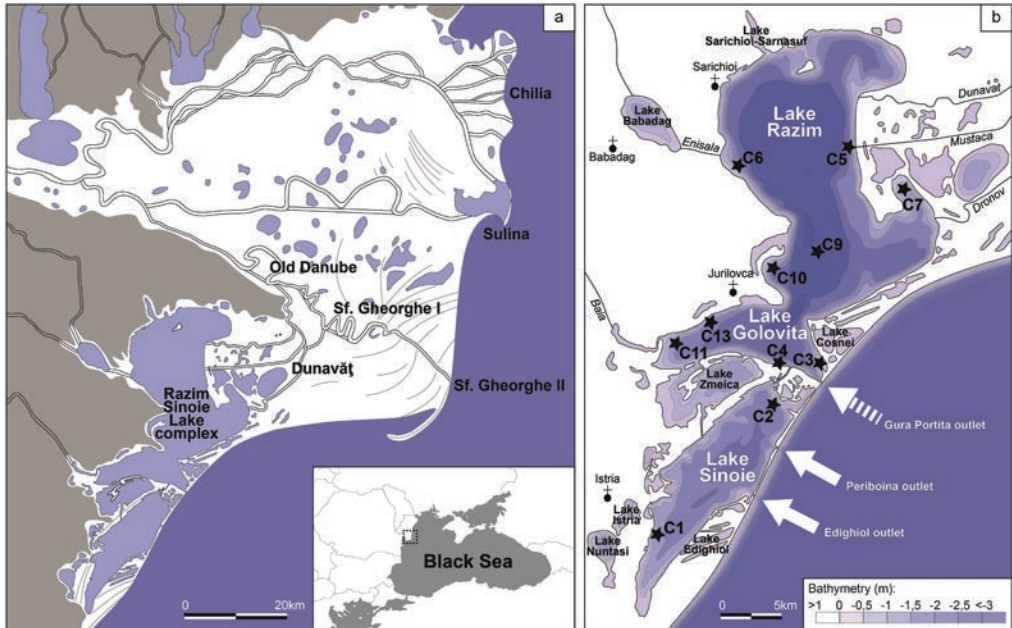 a
Chilia
Sulina
Old Danube
Sf. Gheorghe I
Dunavăţ
Sf. Gheorghe II
Razim
Sinoie
Lake
complex
0 20km
Black Sea
b
Lake
Sarichiol-Sarnasuf
Sarichioi
Lake
Razim
Dunavat
Lake
Babadag
Mustaca
Babadag
Enisala
C6
C5
C7
Dronov
C9
C10
Jurilovca
Baia
Lake
Golovita
Lake
Cosnei
C13
C11
C4
C3
Lake
Zmeica
C2
Gura Portita outlet
Lake
Sinoie
Periboina outlet
Istria
Lake
Istria
C1
Edighiol outlet
Lake
Nuntasi
Lake
Edighiol
0 5km
Bathymetry (m):
>1 0 -0,5 -1 -1,5 -2 -2,5 <-3